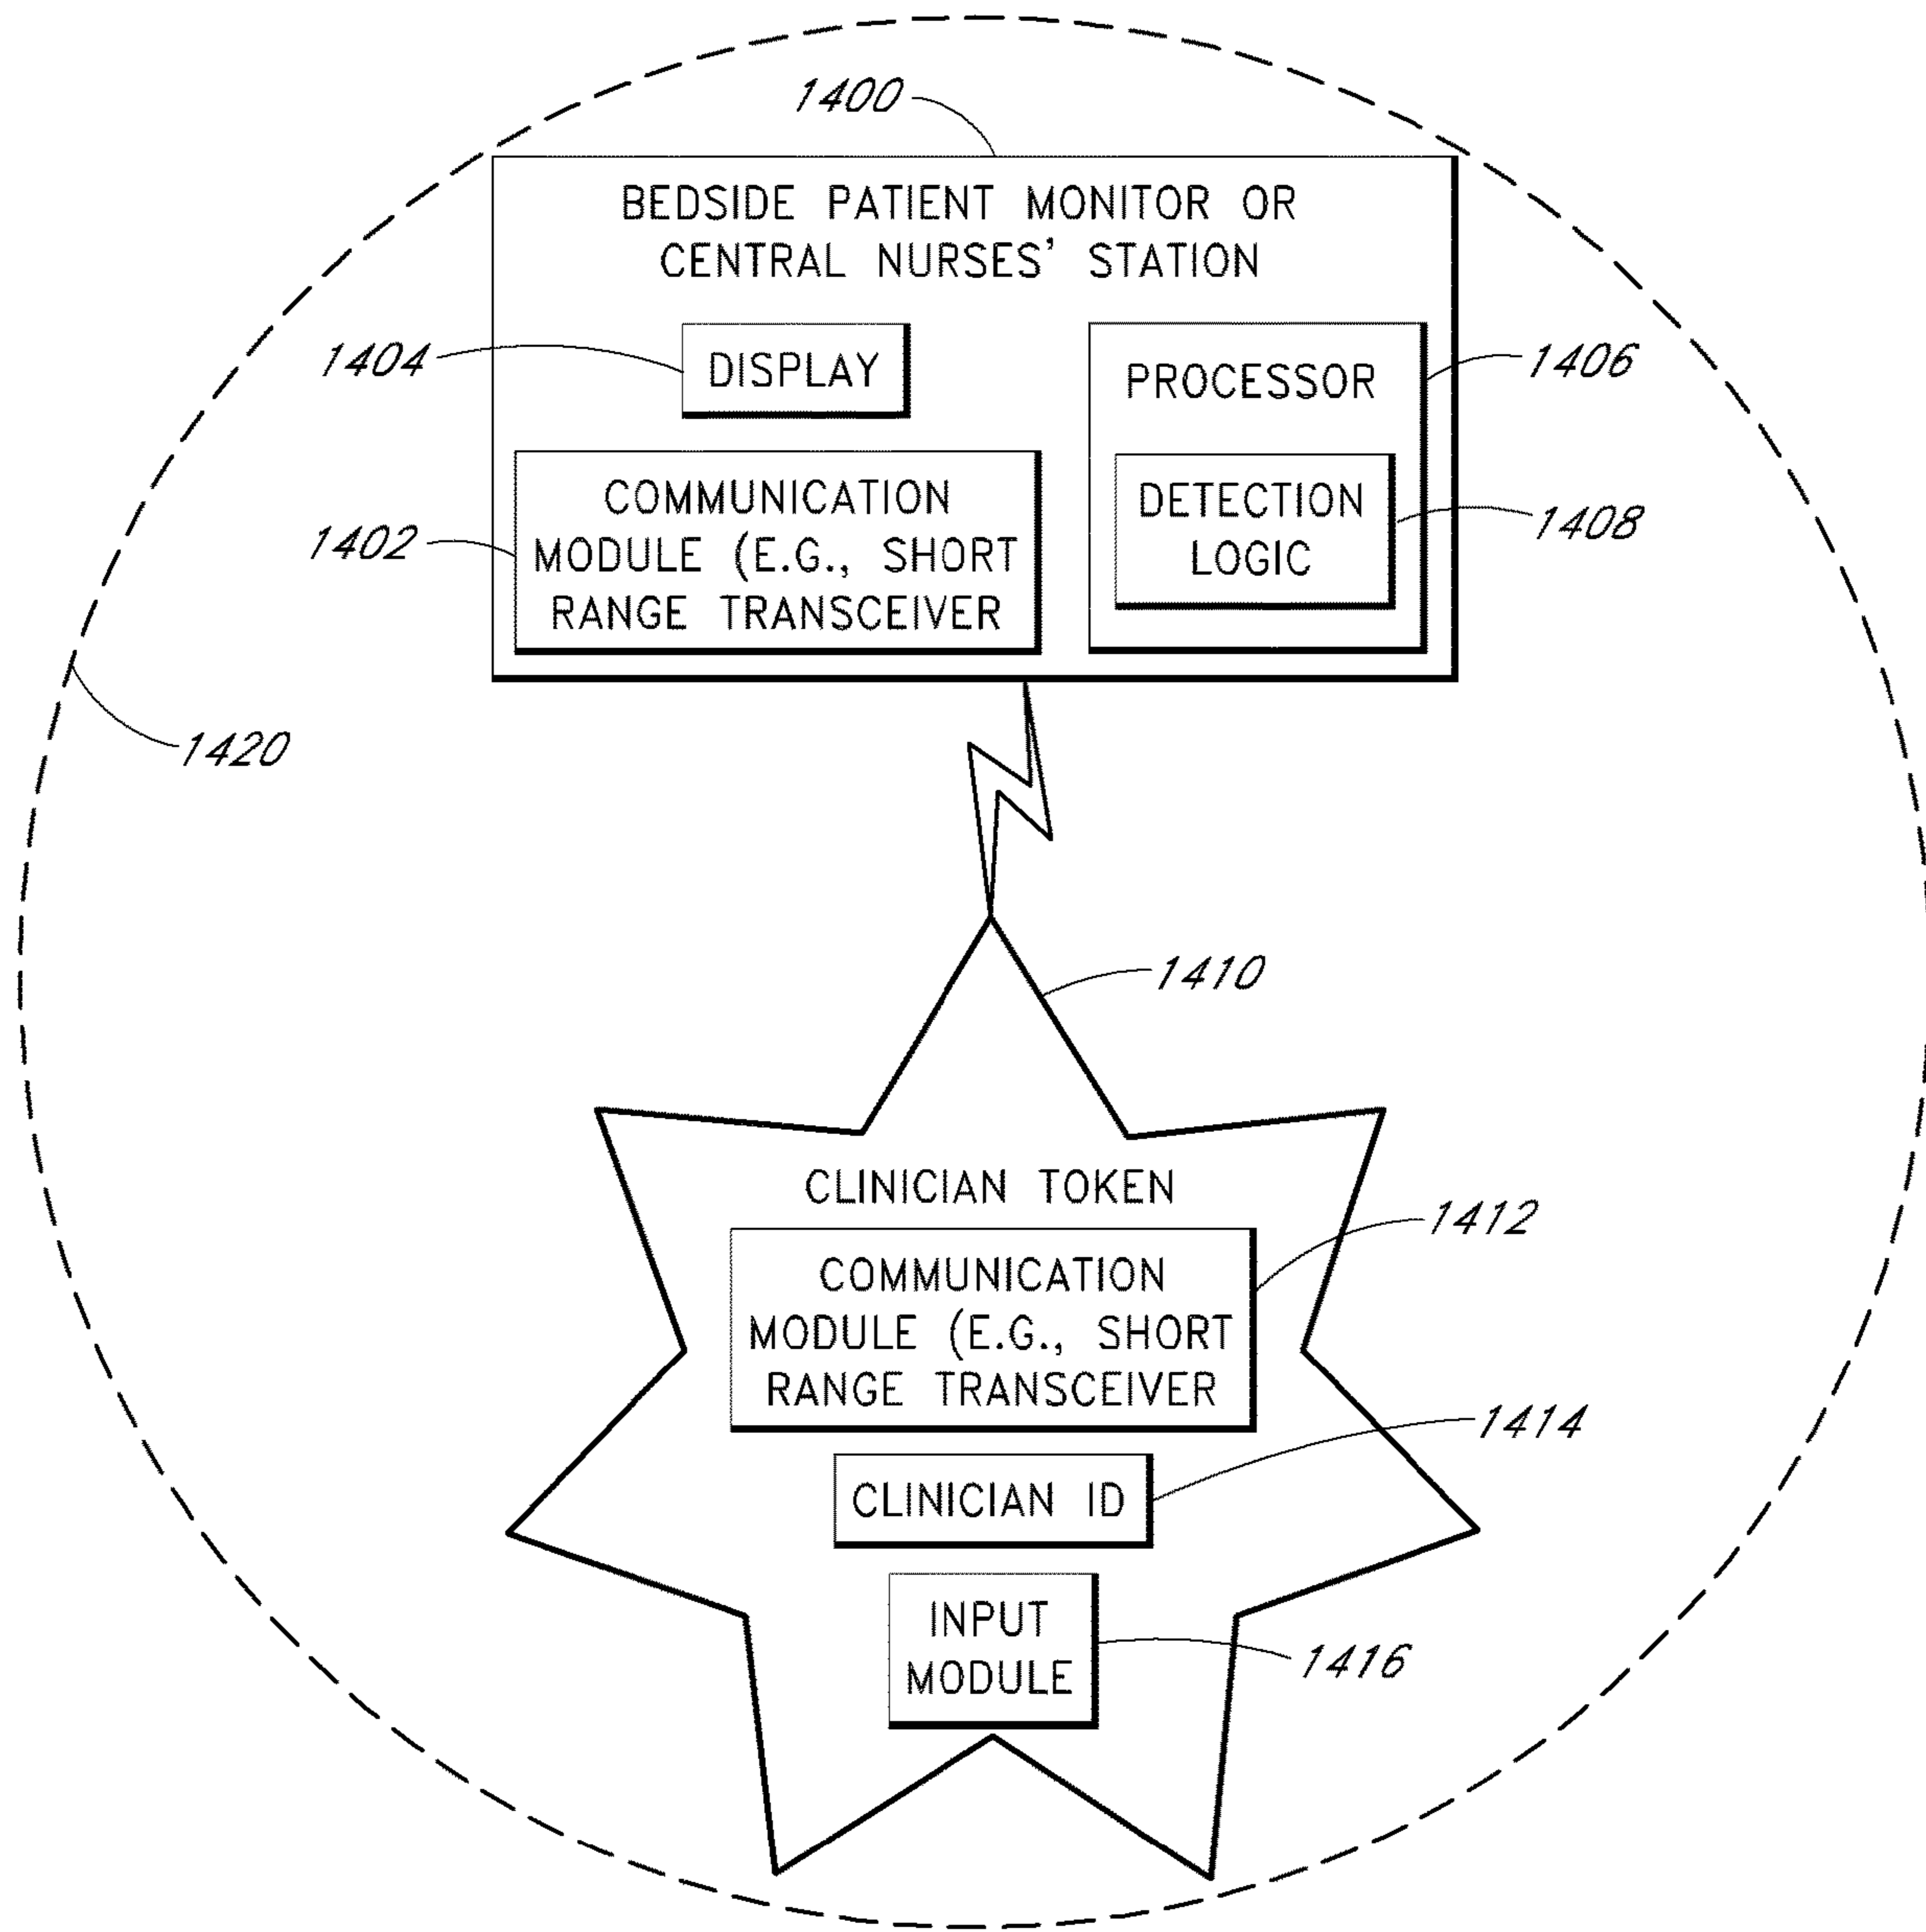 1400
BEDSIDE PATIENT MONITOR OR
CENTRAL NURSES' STATION
1404
DISPLAY
PROCESSOR
1406
1402
COMMUNICATION
MODULE (E.G., SHORT
RANGE TRANSCEIVER
DETECTION
LOGIC
1408
1420
1410
CLINICIAN TOKEN
1412
COMMUNICATION
MODULE (E.G., SHORT
RANGE TRANSCEIVER
1414
CLINICIAN ID
INPUT
MODULE
1416